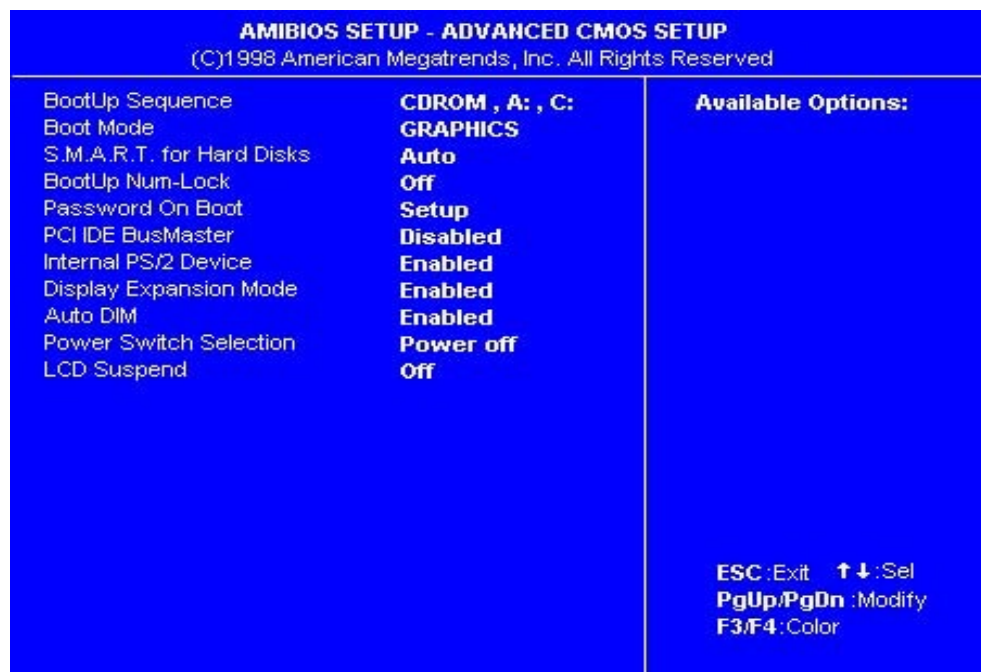 AMIBIOS SETUP - ADVANCED CMOS SETUP
(C)1998 American Megatrends, Inc. All Rights Reserved
BootUp Sequence CDROM , A: , C:
Boot Mode GRAPHICS
S.M.A.R.T. for Hard Disks Auto
BootUp Num-Lock Off
Password On Boot Setup
PCI IDE BusMaster Disabled
Internal PS/2 Device Enabled
Display Expansion Mode Enabled
Auto DIM Enabled
Power Switch Selection Power off
LCD Suspend Off
Available Options:
ESC:Exit ↑↓:Sel
PgUp/PgDn :Modify
F3/F4:Color